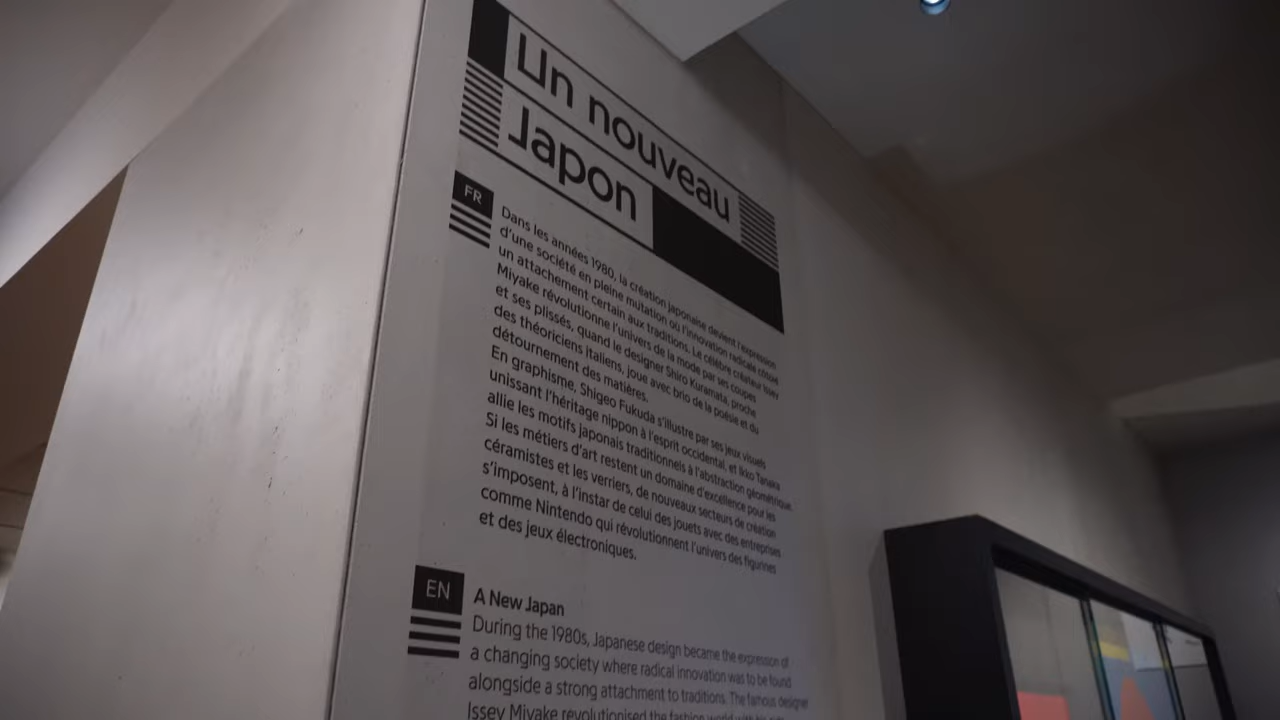 Un nouveau
Japon
FR
Dans les années 1980, la création japonaise devient l'expression
d'une société en pleine mutation où l'innovation radicale côtoie
un attachement certain aux traditions. Le célèbre créateur Issey
Miyake révolutionne l'univers de la mode par ses coupes
et ses plissés, quand le designer Shiro Kuramata, proche
des théoriciens italiens, joue avec brio de la poésie et du
détournement des matières.
En graphisme, Shigeo Fukuda s'illustre par ses jeux visuels
unissant l'héritage nippon à l'esprit occidental, et Ikko Tanaka
allie les motifs japonais traditionnels à l'abstraction géométrique.
Si les métiers d'art restent un domaine d'excellence pour les
céramistes et les verriers, de nouveaux secteurs de création
s'imposent, à l'instar de celui des jouets avec des entreprises
comme Nintendo qui révolutionnent l'univers des figurines
et des jeux électroniques.
EN
A New Japan
During the 1980s, Japanese design became the expression of
a changing society where radical innovation was to be found
alongside a strong attachment to traditions. The famous designer
Issey Miyake revolutionised the fashion world with his